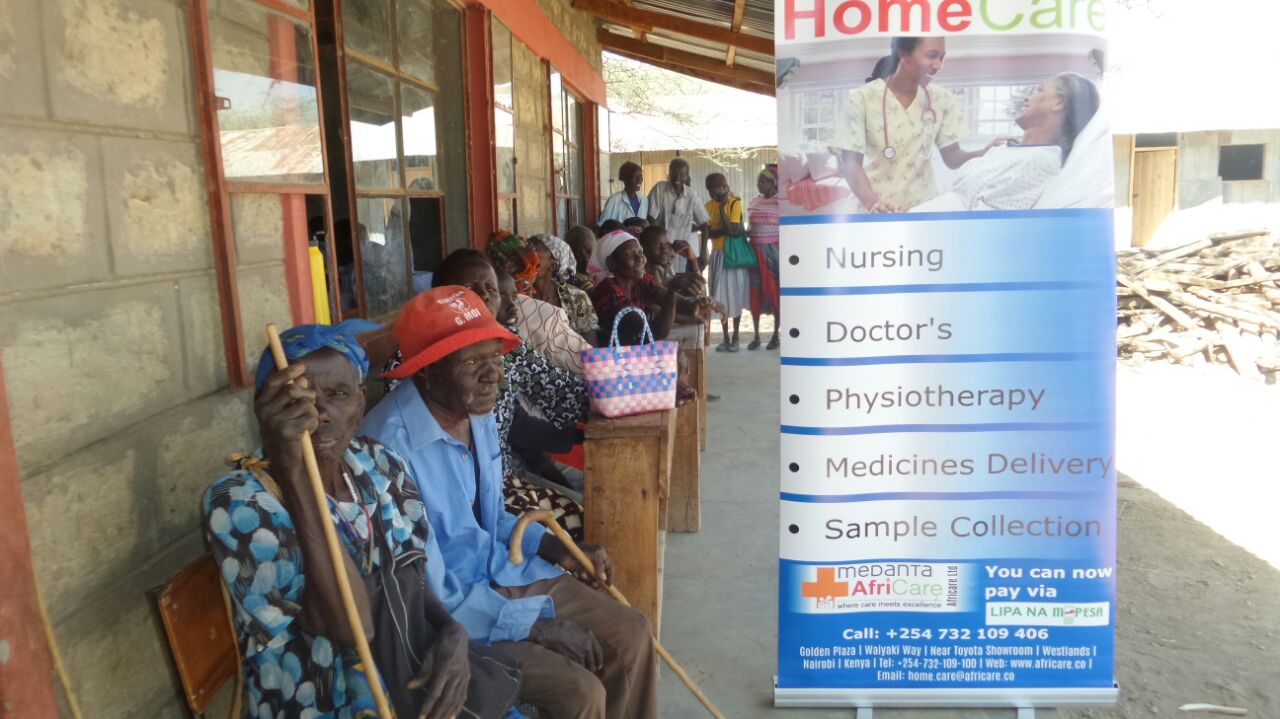 HomeCare
• Nursing
• Doctor's
• Physiotherapy
• Medicines Delivery
• Sample Collection
meDanTa
AfriCare
where care meets excellence
Africare Ltd
You can now
pay via
LIPA NA M-PESA
Call: +254 732 109 406
Golden Plaza | Waiyaki Way | Near Toyota Showroom | Westlands |
Nairobi | Kenya | Tel: +254-732-109-100 | Web: www.africare.co |
Email: home.care@africare.co
G. MOI